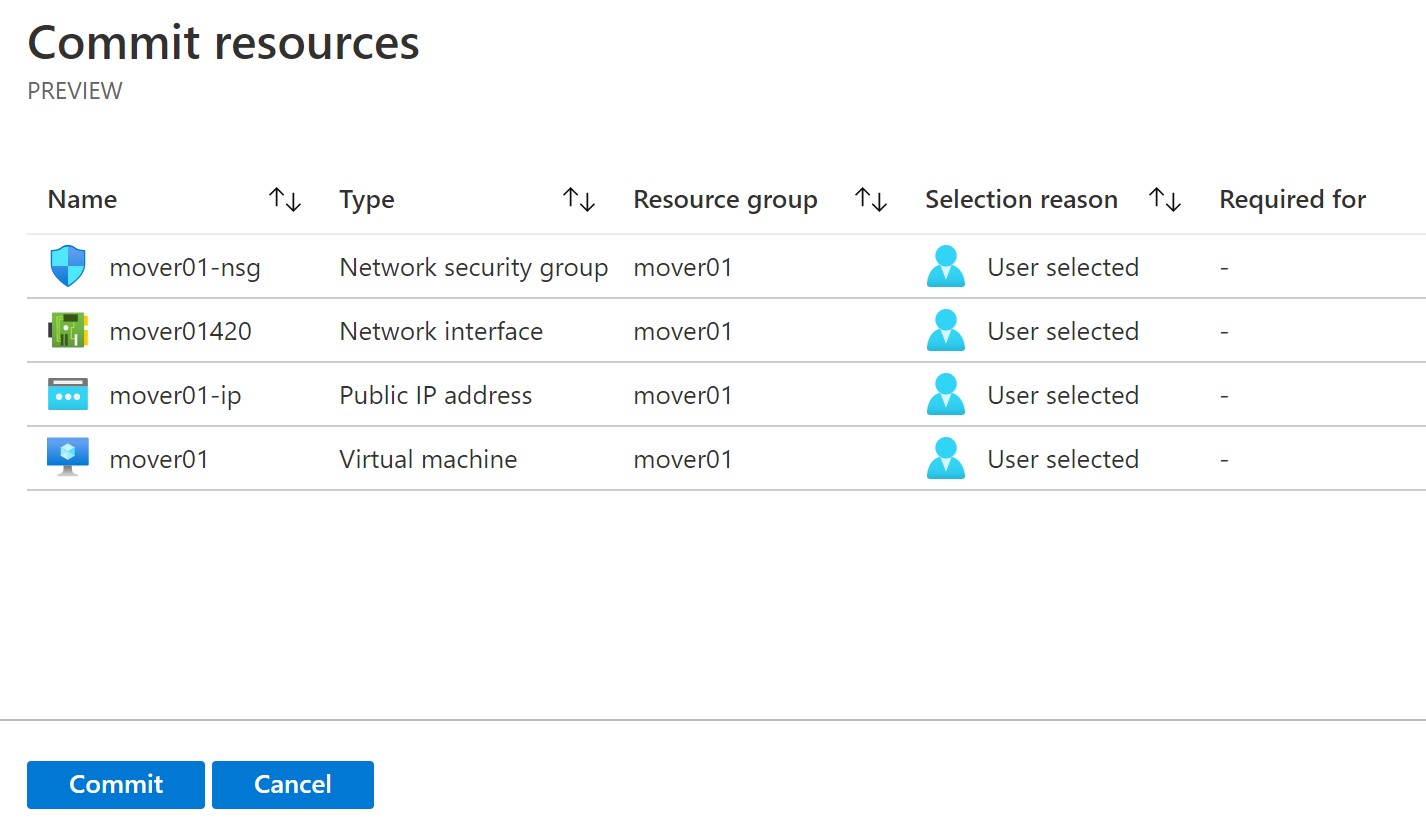 Commit resources
PREVIEW
Name Type Resource group Selection reason Required for
mover01-nsg Network security group mover01 User selected -
mover01420 Network interface mover01 User selected -
mover01-ip Public IP address mover01 User selected -
mover01 Virtual machine mover01 User selected -
Commit Cancel